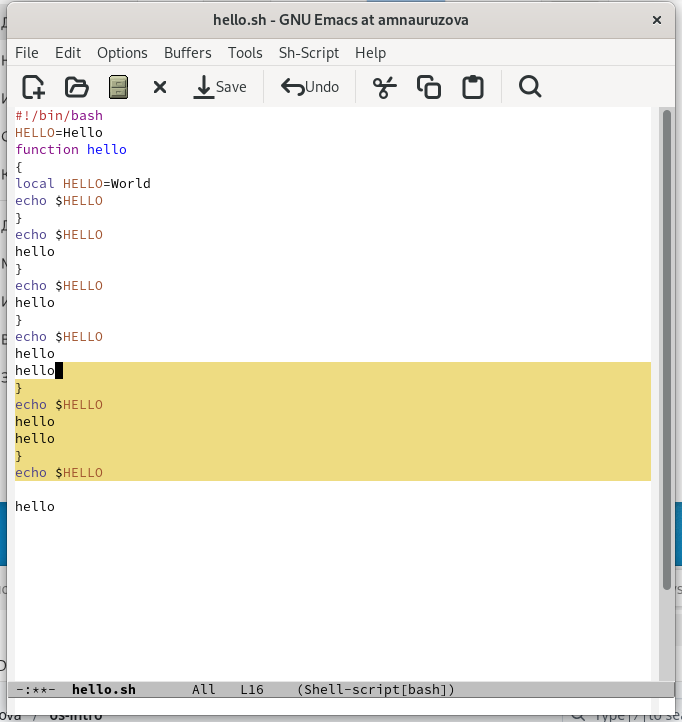 hello.sh - GNU Emacs at amnauruzova
File Edit Options Buffers Tools Sh-Script Help
Save Undo
#!/bin/bash
HELLO=Hello
function hello
{
local HELLO=World
echo $HELLO
}
echo $HELLO
hello
}
echo $HELLO
hello
}
echo $HELLO
hello
hello
}
echo $HELLO
hello
hello
}
echo $HELLO
hello
-:**- hello.sh All L16 (Shell-script[bash])